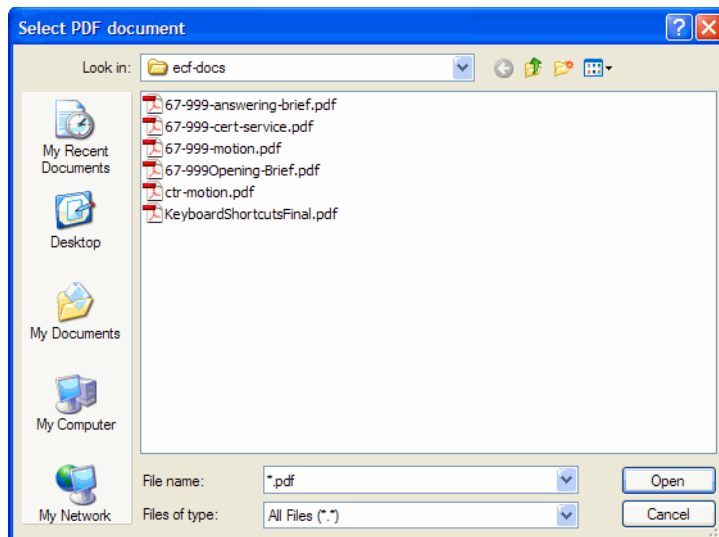 Select PDF document
Look in: ecf-docs
My Recent
Documents
Desktop
My Documents
My Computer
My Network
67-999-answering-brief.pdf
67-999-cert-service.pdf
67-999-motion.pdf
67-999Opening-Brief.pdf
ctr-motion.pdf
KeyboardShortcutsFinal.pdf
File name: *.pdf Open
Files of type: All Files (*.*) Cancel